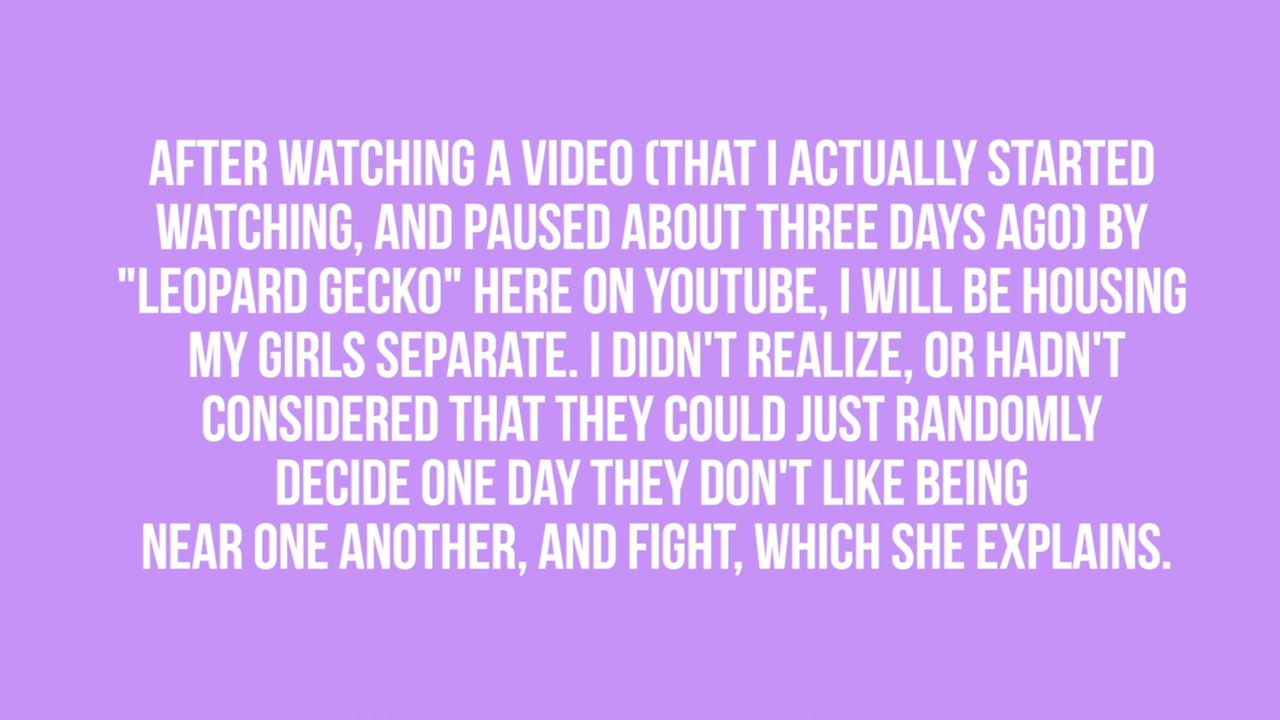 AFTER WATCHING A VIDEO (THAT I ACTUALLY STARTED
WATCHING, AND PAUSED ABOUT THREE DAYS AGO) BY
"LEOPARD GECKO" HERE ON YOUTUBE, I WILL BE HOUSING
MY GIRLS SEPARATE. I DIDN'T REALIZE, OR HADN'T
CONSIDERED THAT THEY COULD JUST RANDOMLY
DECIDE ONE DAY THEY DON'T LIKE BEING
NEAR ONE ANOTHER, AND FIGHT, WHICH SHE EXPLAINS.